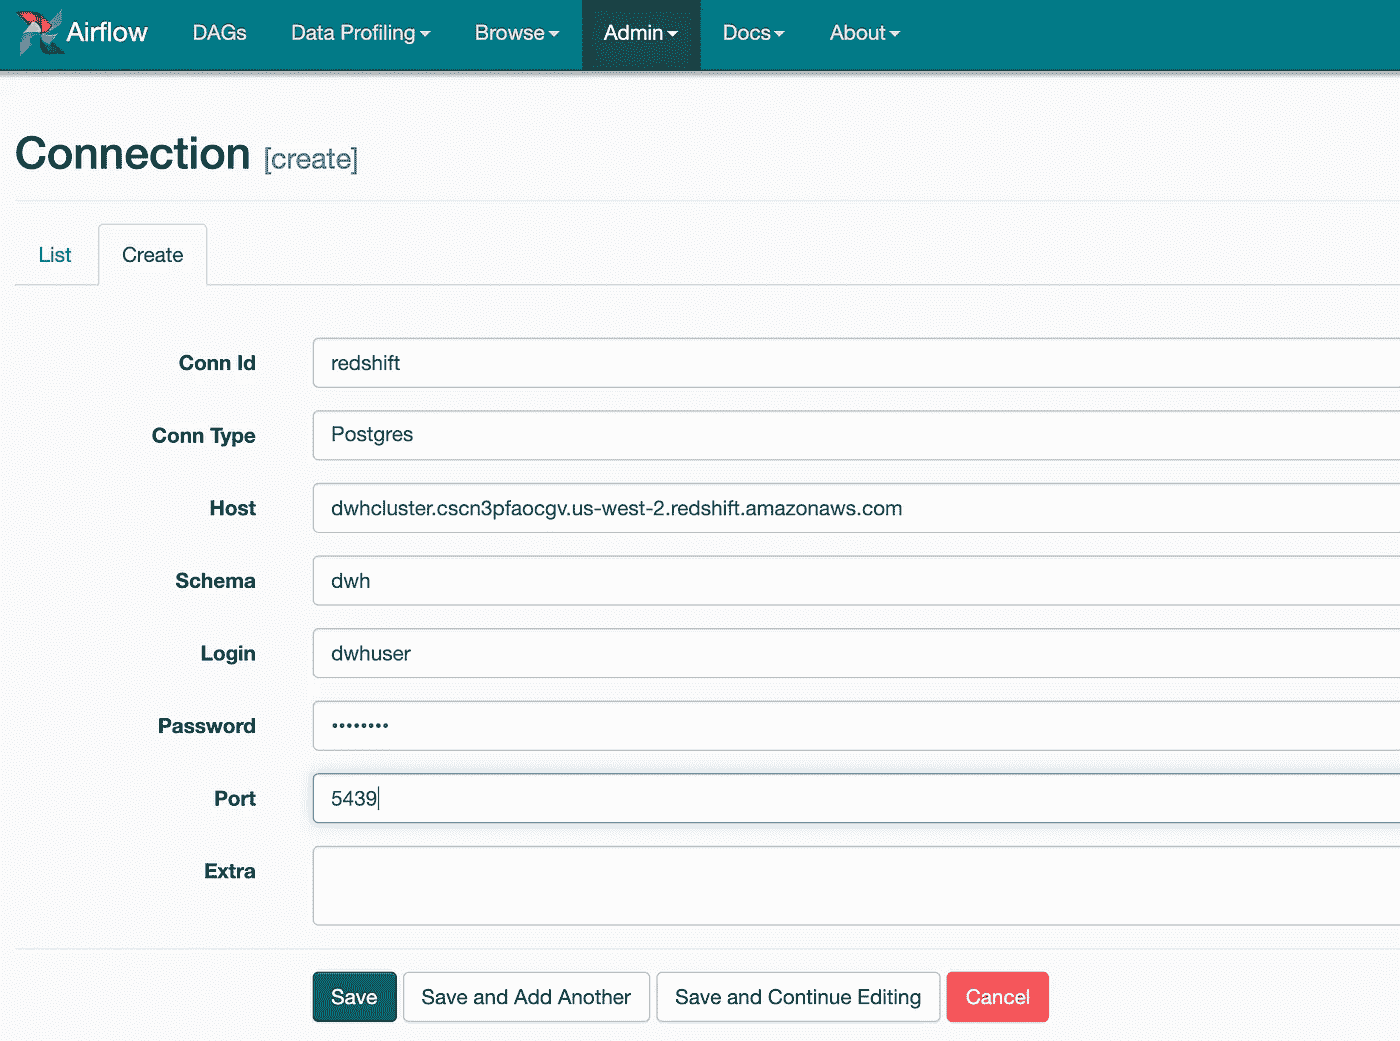 Airflow DAGs Data Profiling Browse Admin Docs About
Connection [create]
List Create
Conn Id redshift
Conn Type Postgres
Host dwhcluster.cscn3pfaocgv.us-west-2.redshift.amazonaws.com
Schema dwh
Login dwhuser
Password ••••••••
Port 5439
Extra
Save Save and Add Another Save and Continue Editing Cancel